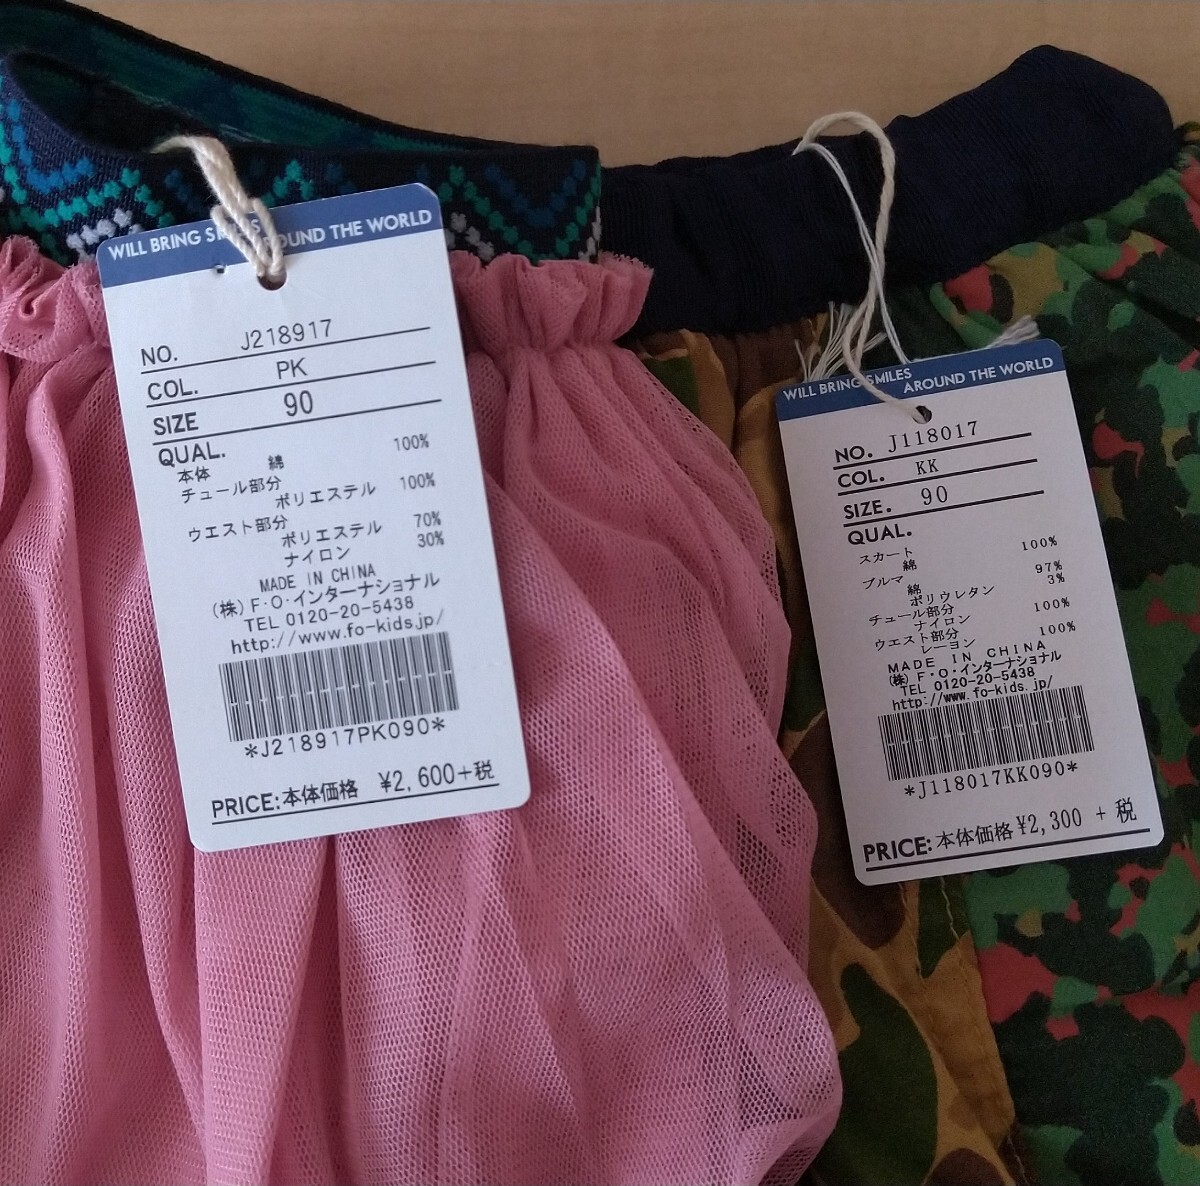 WILL BRING SMILES AROUND THE WORLD
NO. J218917
COL. PK
SIZE 90
QUAL.
本体 綿 100%
チュール部分
ポリエステル 100%
ウエスト部分
ポリエステル 70%
ナイロン 30%
MADE IN CHINA
(株)F・O・インターナショナル
TEL 0120-20-5438
http://www.fo-kids.jp/
*J218917PK090*
PRICE:本体価格 ¥2,600+税
WILL BRING SMILES AROUND THE WORLD
NO. J118017
COL. KK
SIZE. 90
QUAL.
スカート
綿 100%
ブルマ
綿 97%
ポリウレタン 3%
チュール部分
ナイロン 100%
ウエスト部分
レーヨン 100%
MADE IN CHINA
(株)F・O・インターナショナル
TEL 0120-20-5438
http://www.fo-kids.jp/
*J118017KK090*
PRICE:本体価格¥2,300 + 税